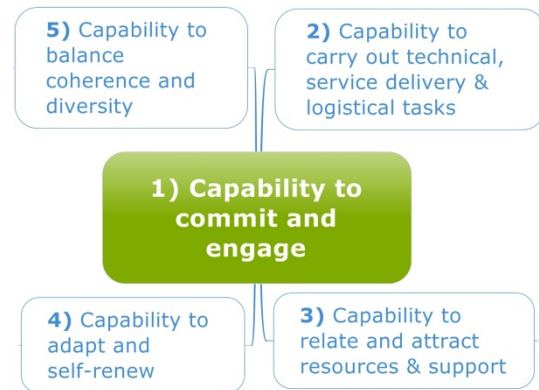 5) Capability to
balance
coherence and
diversity
2) Capability to
carry out technical,
service delivery &
logistical tasks
1) Capability to
commit and
engage
4) Capability to
adapt and
self-renew
3) Capability to
relate and attract
resources & support